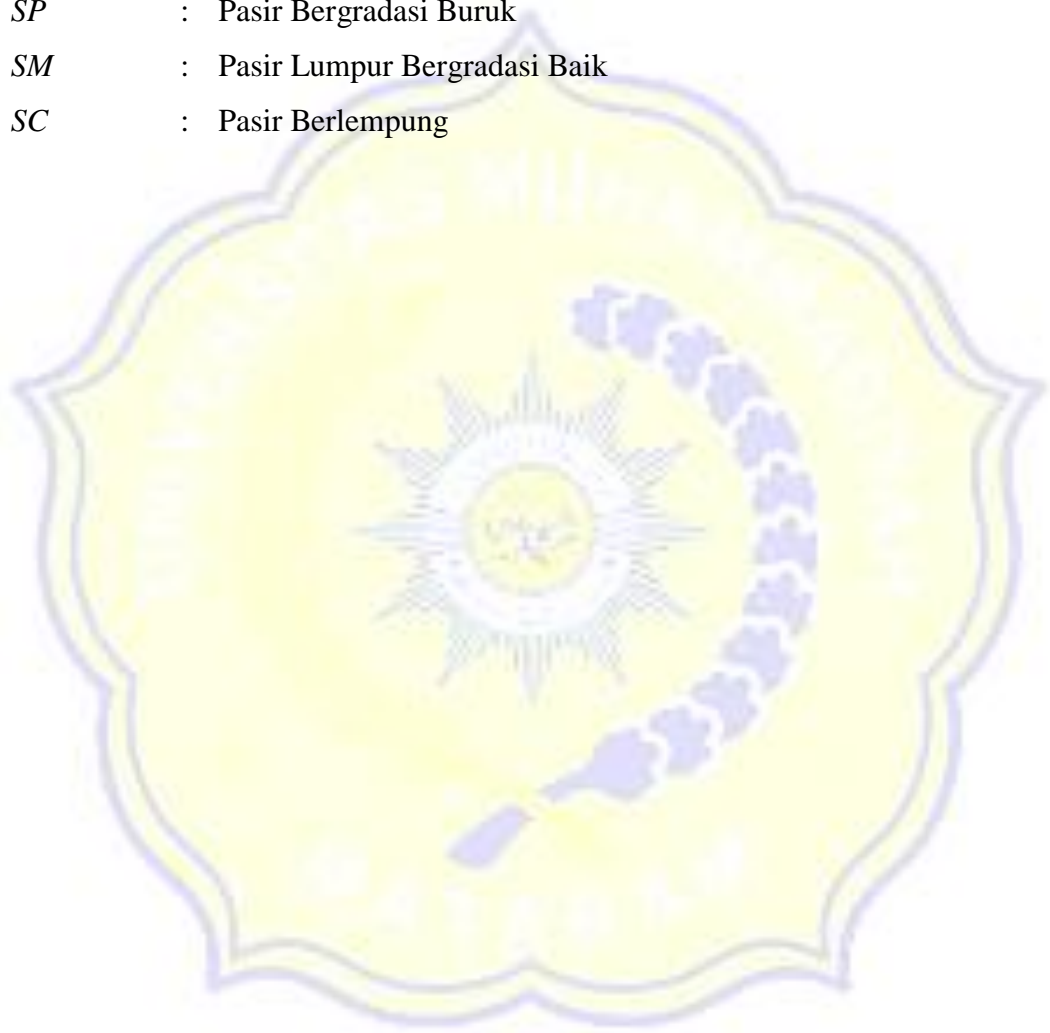 SP : Pasir Bergradasi Buruk
SM : Pasir Lumpur Bergradasi Baik
SC : Pasir Berlempung